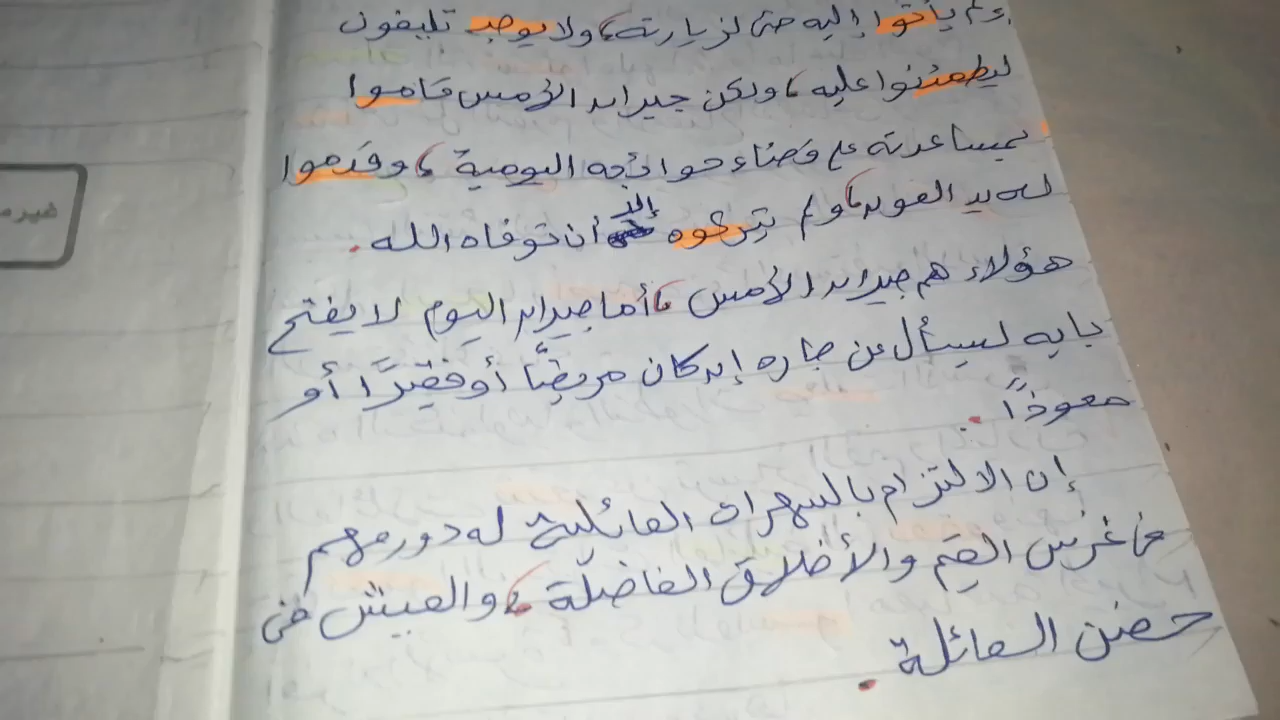 ولم يأتوا إليه حتى لزيارته، ولا يوجد تليفون
ليطمئنوا عليه، ولكن جيران الأمس قاموا
بمساعدته على قضاء حوائجه اليومية، وقدموا
له يد العون، ولم يتركوه إلا أن توفاه الله.
هؤلاء هم جيران الأمس، أما جيران اليوم لا يفتح
بابه ليسأل عن جاره إن كان مريضًا أو فقيرًا أو
معوذًا.
إن الالتزام بالسهرات العائلية له دور مهم
في غرس القيم والأخلاق الفاضلة، والعيش في
حضن العائلة.